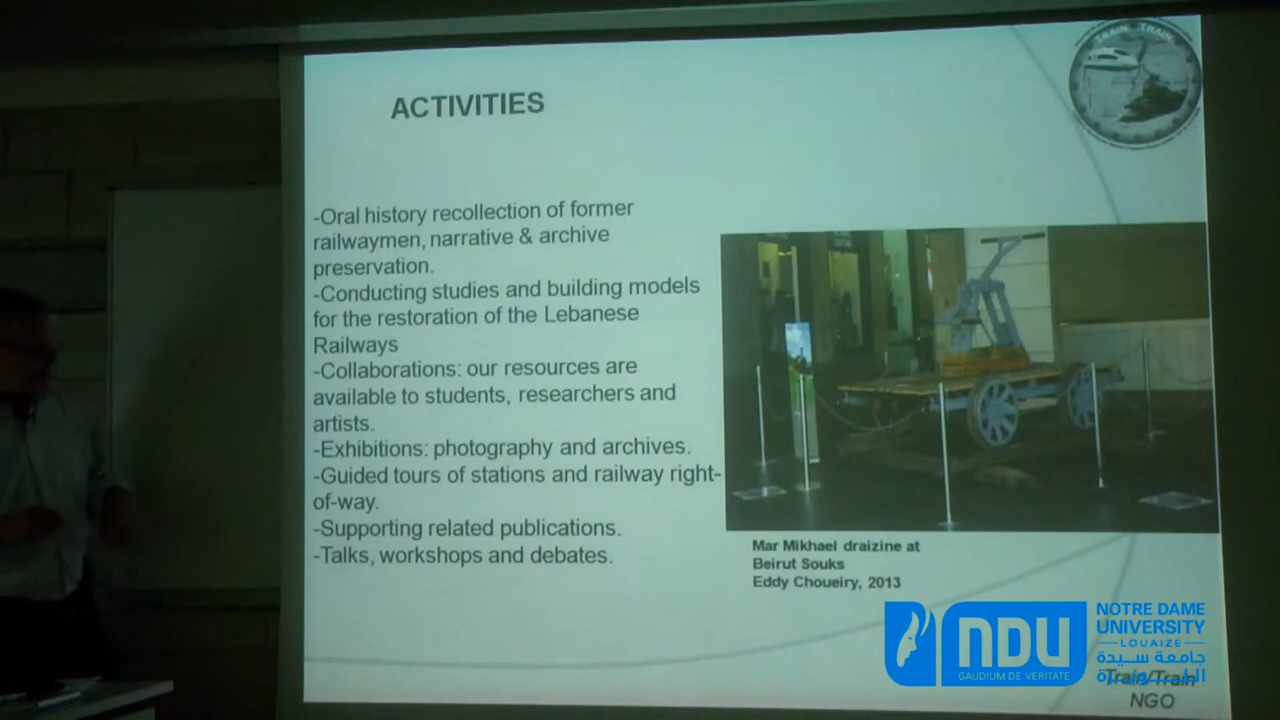 TRAIN TRAIN
ACTIVITIES
-Oral history recollection of former
railwaymen, narrative & archive
preservation.
-Conducting studies and building models
for the restoration of the Lebanese
Railways
-Collaborations: our resources are
available to students, researchers and
artists.
-Exhibitions: photography and archives.
-Guided tours of stations and railway right-
of-way.
-Supporting related publications.
-Talks, workshops and debates.
Mar Mikhael draizine at
Beirut Souks
Eddy Choueiry, 2013
NDU
GAUDIUM DE VERITATE
NOTRE DAME
UNIVERSITY
LOUAIZE
جامعة سيدة
اللويزة
Train/Train
NGO